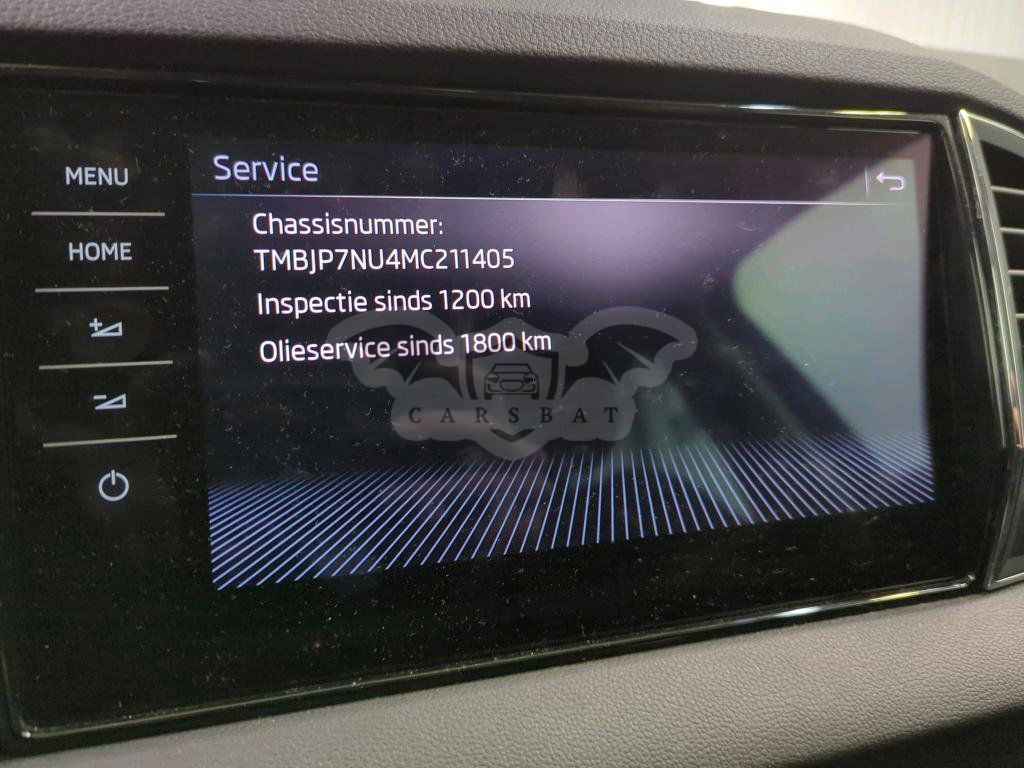 MENU
HOME
Service
Chassisnummer:
TMBJP7NU4MC211405
Inspectie sinds 1200 km
Olieservice sinds 1800 km
CARSBAT